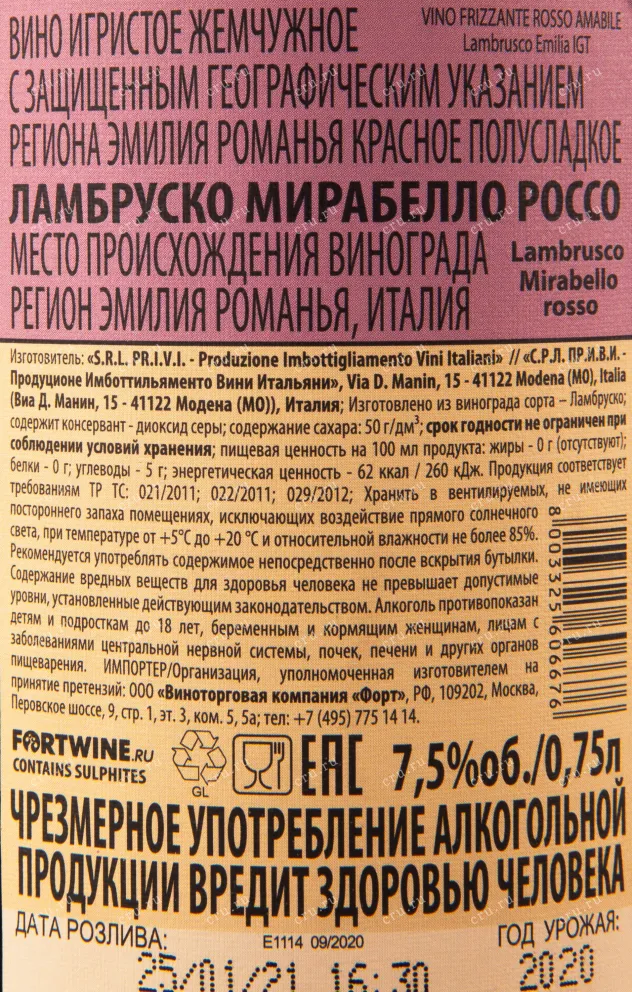 ВИНО ИГРИСТОЕ ЖЕМЧУЖНОЕ
VINO FRIZZANTE ROSSO AMABILE
Lambrusco Emilia IGT
С ЗАЩИЩЕННЫМ ГЕОГРАФИЧЕСКИМ УКАЗАНИЕМ
РЕГИОНА ЭМИЛИЯ РОМАНЬЯ КРАСНОЕ ПОЛУСЛАДКОЕ
ЛАМБРУСКО МИРАБЕЛЛО РОССО
МЕСТО ПРОИСХОЖДЕНИЯ ВИНОГРАДА
РЕГИОН ЭМИЛИЯ РОМАНЬЯ, ИТАЛИЯ
Lambrusco
Mirabello
rosso
Изготовитель: «S.R.L. PR.I.V.I. - Produzione Imbottigliamento Vini Italiani» // «С.Р.Л. ПР.И.В.И. -
Продуционе Имботтильяменто Вини Итальяни», Via D. Manin, 15 - 41122 Modena (MO), Italia
(Виа Д. Манин, 15 - 41122 Модена (МО)), Италия; Изготовлено из винограда сорта – Ламбруско;
содержит консервант - диоксид серы; содержание сахара: 50 г/дм³; срок годности не ограничен при
соблюдении условий хранения; пищевая ценность на 100 мл продукта: жиры - 0 г (отсутствуют);
белки - 0 г; углеводы - 5 г; энергетическая ценность - 62 ккал / 260 кДж. Продукция соответствует
требованиям ТР ТС: 021/2011; 022/2011; 029/2012; Хранить в вентилируемых, не имеющих
постороннего запаха помещениях, исключающих воздействие прямого солнечного
света, при температуре от +5°C до +20 °C и относительной влажности не более 85%.
Рекомендуется употреблять содержимое непосредственно после вскрытия бутылки.
Содержание вредных веществ для здоровья человека не превышает допустимые
уровни, установленные действующим законодательством. Алкоголь противопоказан
детям и подросткам до 18 лет, беременным и кормящим женщинам, лицам с
заболеваниями центральной нервной системы, почек, печени и других органов
пищеварения. ИМПОРТЕР/Организация, уполномоченная изготовителем на
принятие претензий: ООО «Виноторговая компания «Форт», РФ, 109202, Москва,
Перовское шоссе, 9, стр. 1, эт. 3, ком. 5, 5а; тел: +7 (495) 775 14 14.
8 003325 606676
FORTWINE.RU
CONTAINS SULPHITES
GL
ЕПС
7,5%об./0,75л
ЧРЕЗМЕРНОЕ УПОТРЕБЛЕНИЕ АЛКОГОЛЬНОЙ
ПРОДУКЦИИ ВРЕДИТ ЗДОРОВЬЮ ЧЕЛОВЕКА
ДАТА РОЗЛИВА:
E1114 09/2020
ГОД УРОЖАЯ:
25/01/21 16:30
2020